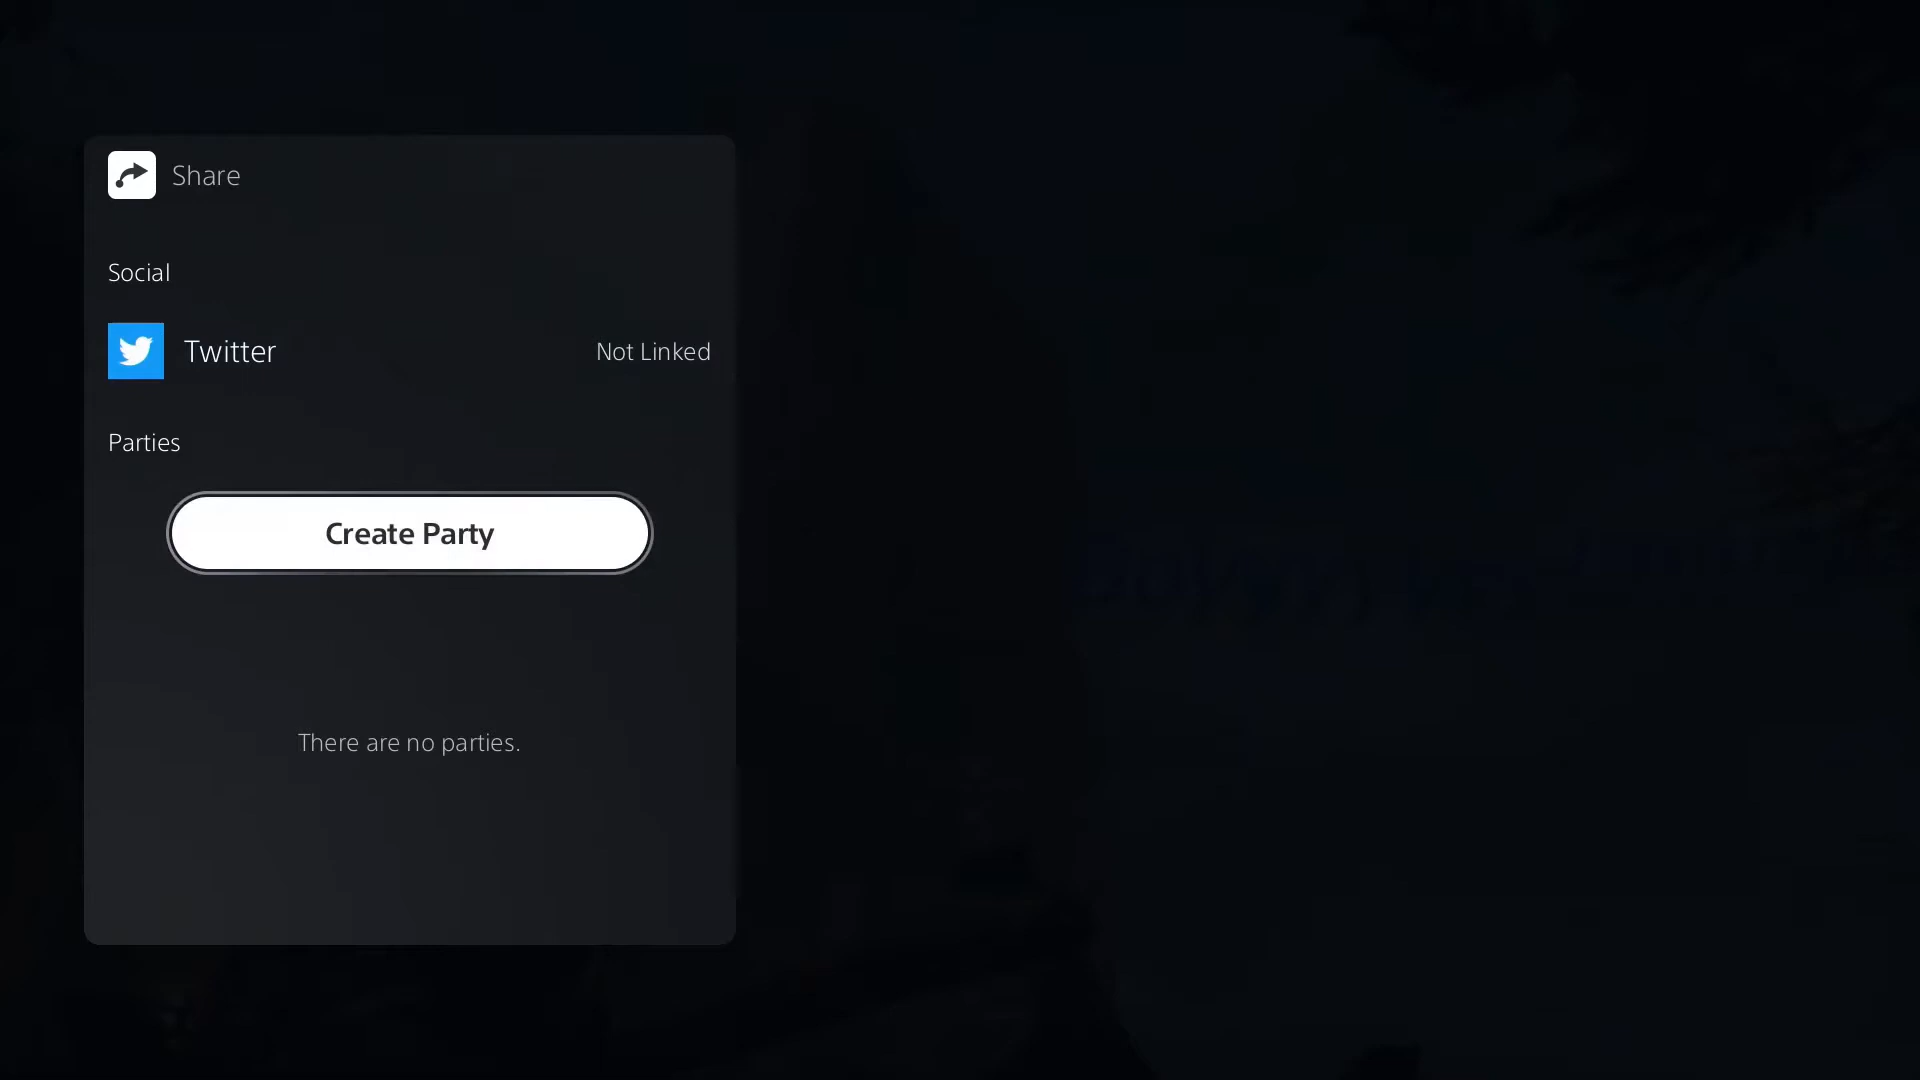 Share
Social
Twitter
Not Linked
Parties
Create Party
There are no parties.